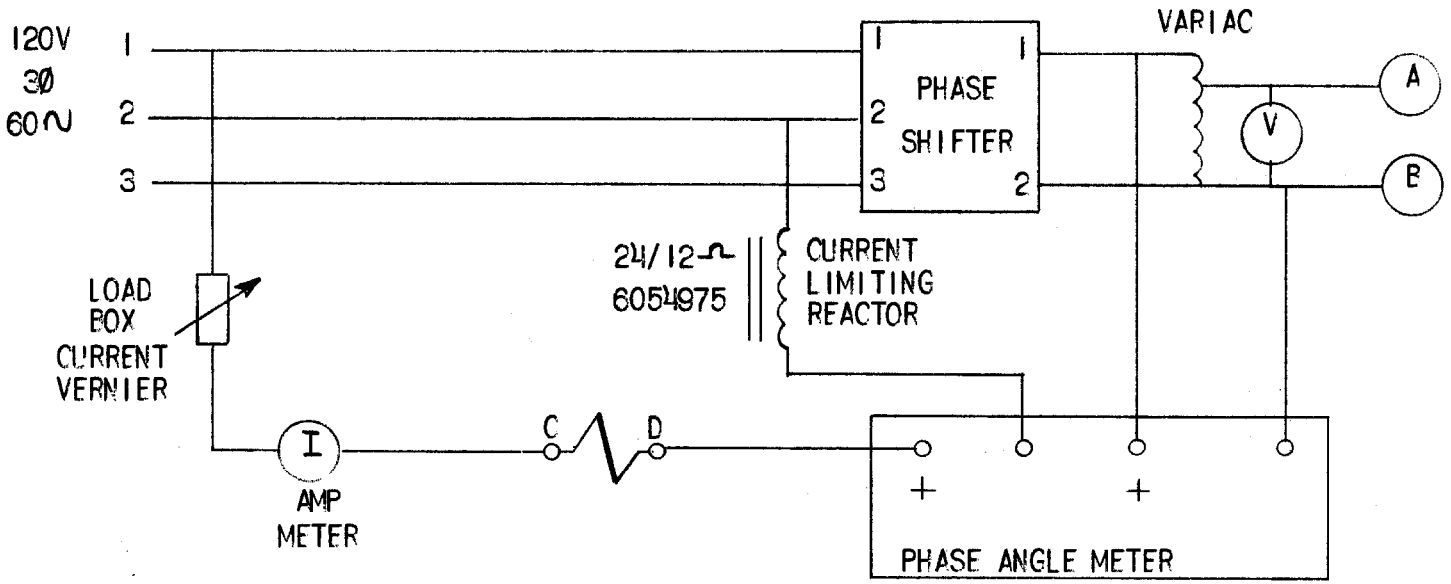 120V
3Ø
60~
1
2
3
1
2
3
PHASE
SHIFTER
1
2
VARIAC
A
V
B
24/12-Ω
6054975
CURRENT
LIMITING
REACTOR
LOAD
BOX
CURRENT
VERNIER
I
AMP
METER
C
D
+
+
PHASE ANGLE METER